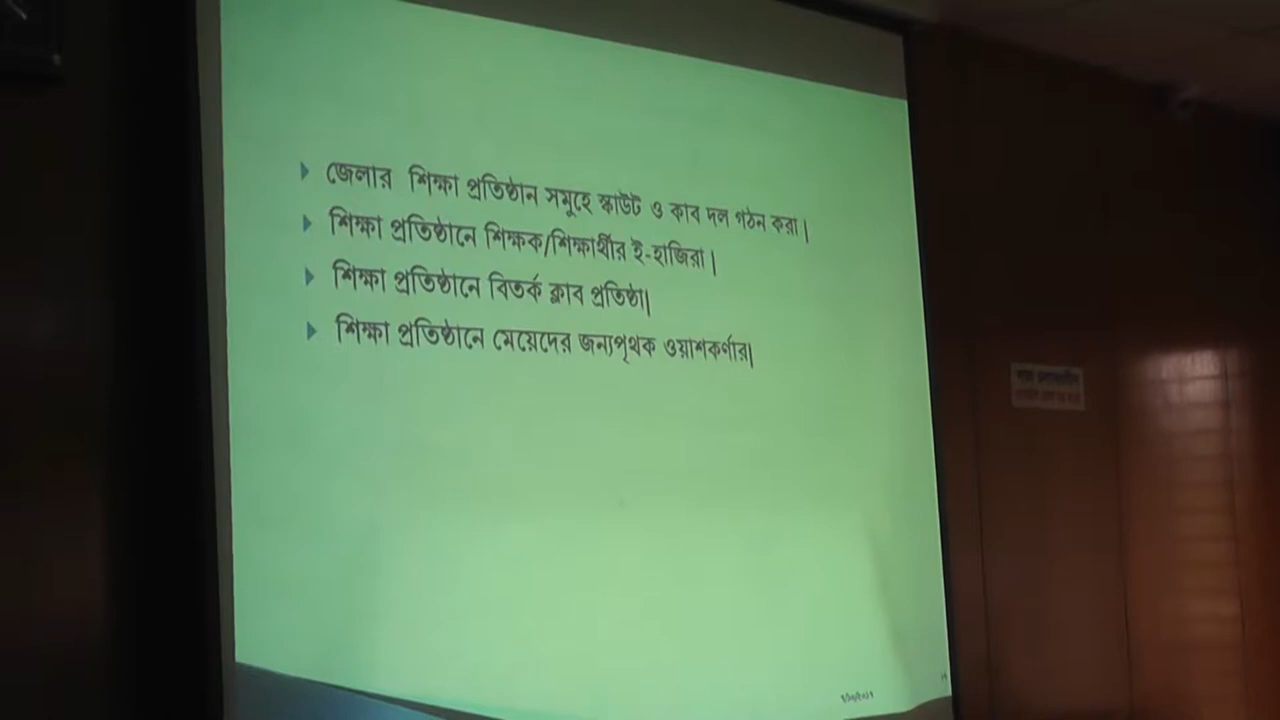 জেলার শিক্ষা প্রতিষ্ঠান সমুহে স্কাউট ও কাব দল গঠন করা।
শিক্ষা প্রতিষ্ঠানে শিক্ষক/শিক্ষার্থীর ই-হাজিরা।
শিক্ষা প্রতিষ্ঠানে বিতর্ক ক্লাব প্রতিষ্ঠা।
শিক্ষা প্রতিষ্ঠানে মেয়েদের জন্যপৃথক ওয়াশকর্ণার।